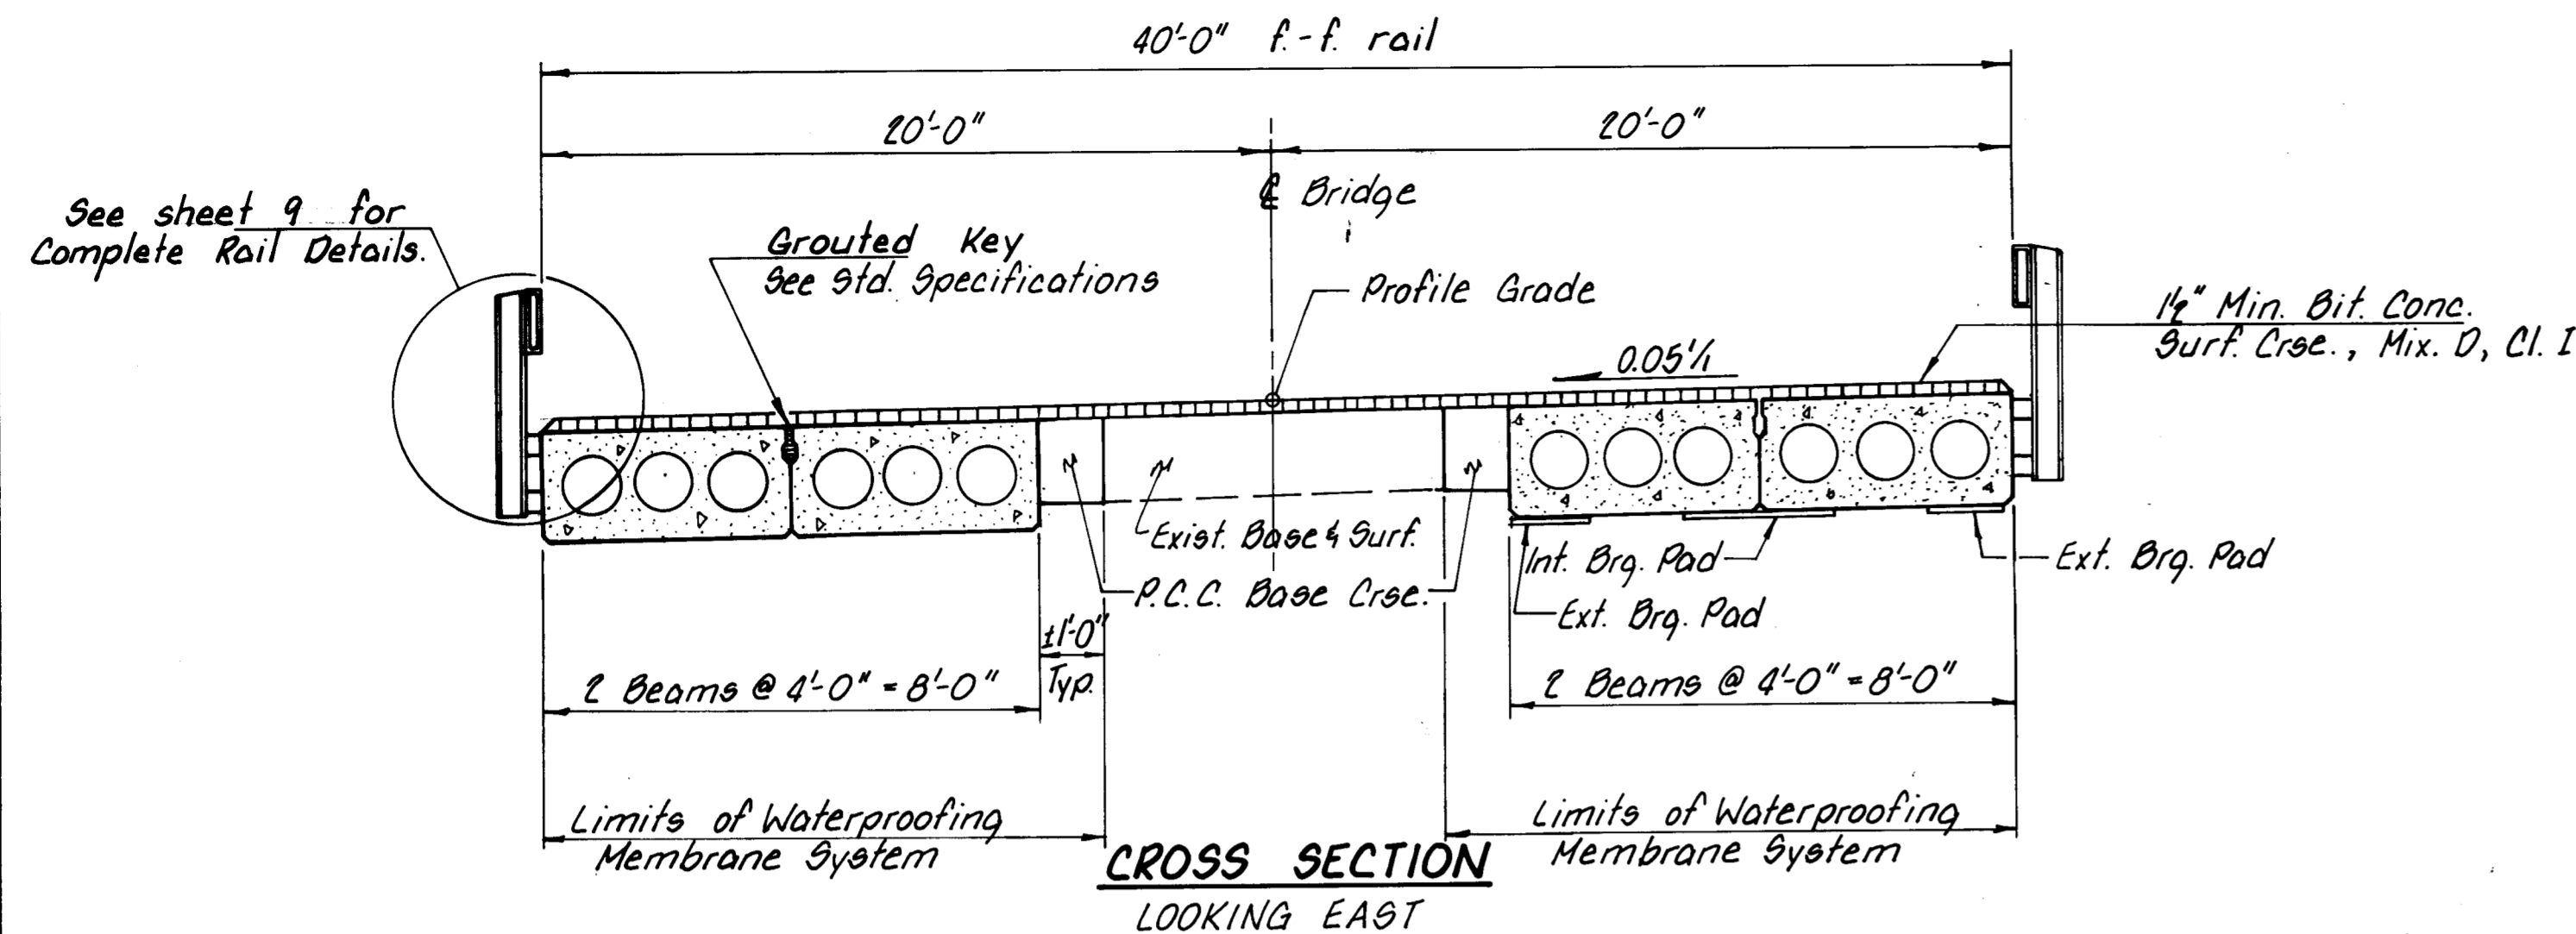 40'-0" f.-f. rail
20'-0"
20'-0"
℄ Bridge
See sheet 9 for
Complete Rail Details.
Grouted Key
See Std. Specifications
Profile Grade
1½" Min. Bit. Conc.
Surf. Crse., Mix. D, Cl. I
0.05'/1
Exist. Base & Surf.
P.C.C. Base Crse.
Int. Brg. Pad
Ext. Brg. Pad
Ext. Brg. Pad
±1'-0"
Typ.
2 Beams @ 4'-0" = 8'-0"
2 Beams @ 4'-0" = 8'-0"
Limits of Waterproofing
Membrane System
Limits of Waterproofing
Membrane System
CROSS SECTION
LOOKING EAST